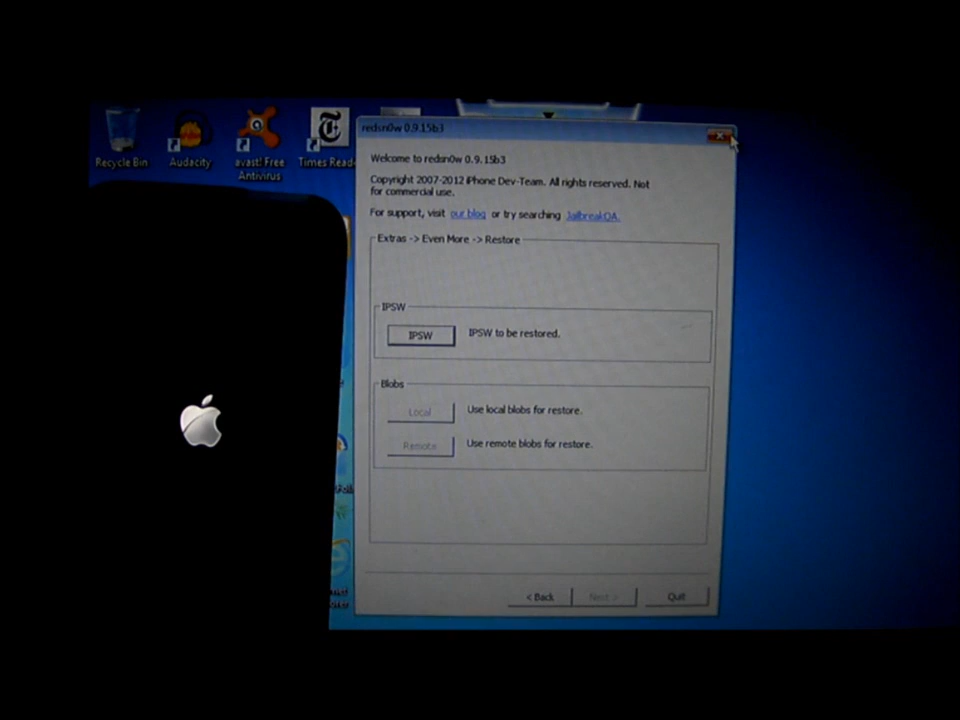 redsn0w 0.9.15b3
Recycle Bin
Audacity
avast! Free
Antivirus
Times Read
Welcome to redsn0w 0.9.15b3
Copyright 2007-2012 iPhone Dev-Team. All rights reserved. Not
for commercial use.
For support, visit our blog or try searching JailbreakQA.
Extras -> Even More -> Restore
IPSW
IPSW IPSW to be restored.
Blobs
Local Use local blobs for restore.
Remote Use remote blobs for restore.
< Back Next > Quit